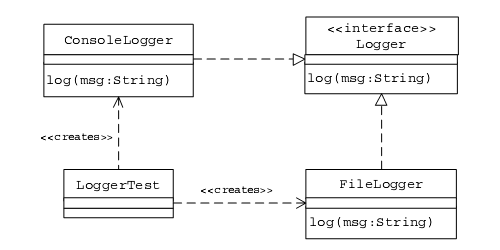 ConsoleLogger
log(msg:String)
<<interface>>
Logger
log(msg:String)
<<creates>>
LoggerTest
<<creates>>
FileLogger
log(msg:String)